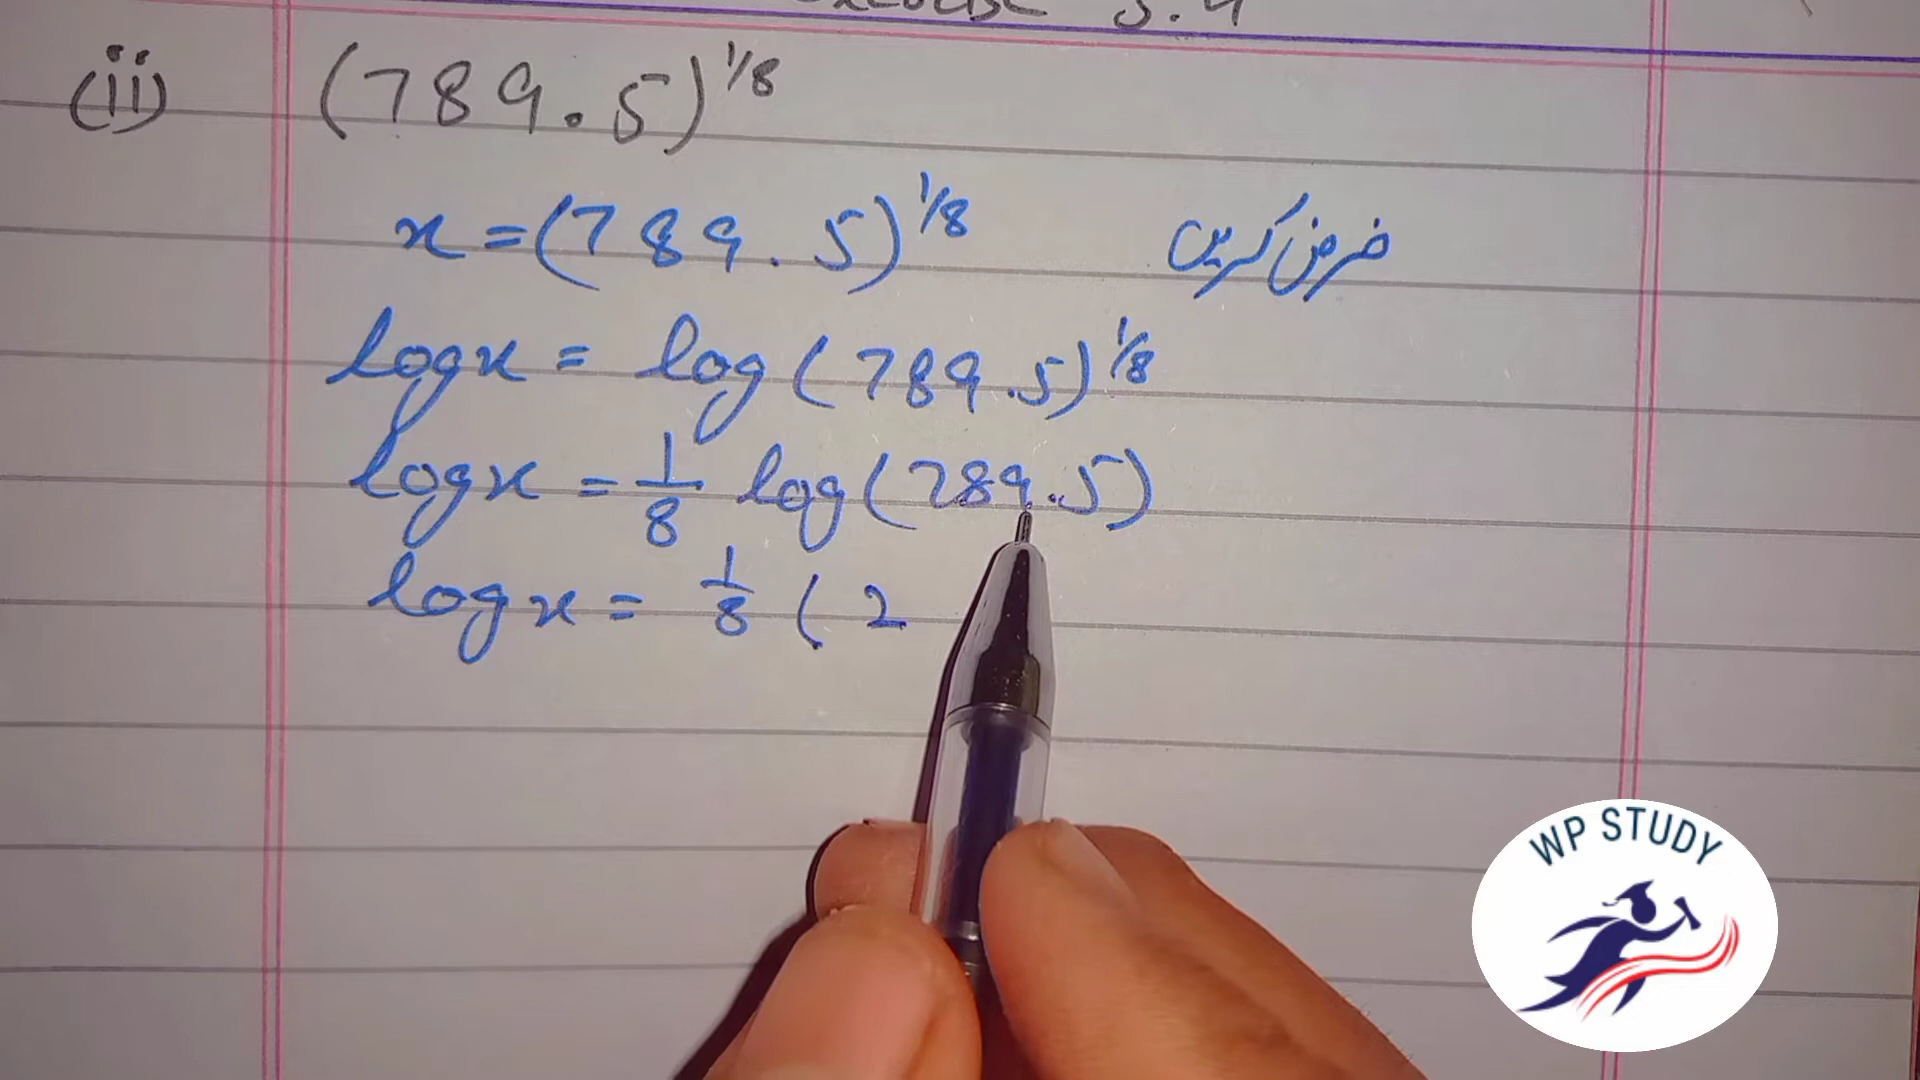 (ii) (789.5)^1/8
x = (789.5)^1/8 فرض کریں
log x = log (789.5)^1/8
log x = 1/8 log (789.5)
log x = 1/8 ( 2
WP STUDY